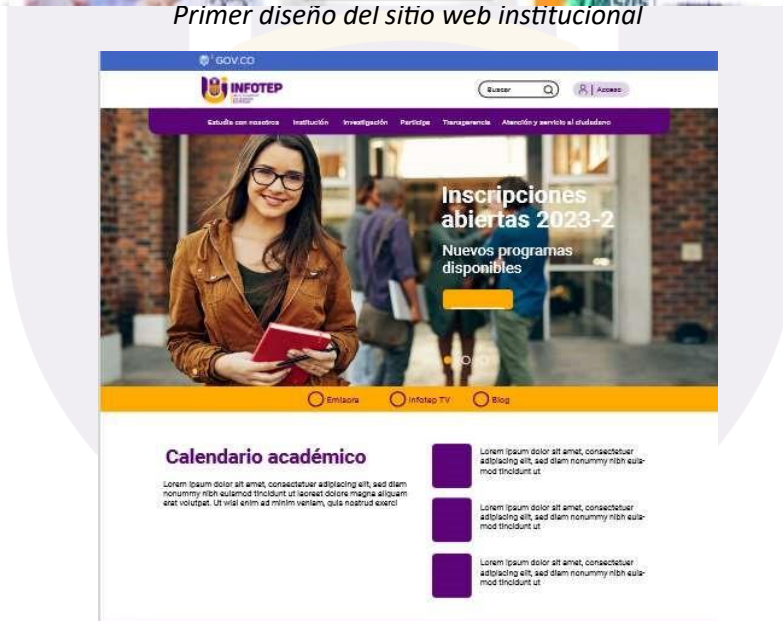 Primer diseño del sitio web institucional
GOV.CO
INFOTEP
Buscar
Acceso
Estudia con nosotros Institución Investigación Participa Transparencia Atención y servicio al ciudadano
Inscripciones
abiertas 2023-2
Nuevos programas
disponibles
Emisora Infotep TV Blog
Calendario académico
Lorem ipsum dolor sit amet, consectetuer adipiscing elit, sed diam
nonummy nibh euismod tincidunt ut laoreet dolore magna aliquam
erat volutpat. Ut wisi enim ad minim veniam, quis nostrud exerci
Lorem ipsum dolor sit amet, consectetuer
adipiscing elit, sed diam nonummy nibh euis-
mod tincidunt ut
Lorem ipsum dolor sit amet, consectetuer
adipiscing elit, sed diam nonummy nibh euis-
mod tincidunt ut
Lorem ipsum dolor sit amet, consectetuer
adipiscing elit, sed diam nonummy nibh euis-
mod tincidunt ut